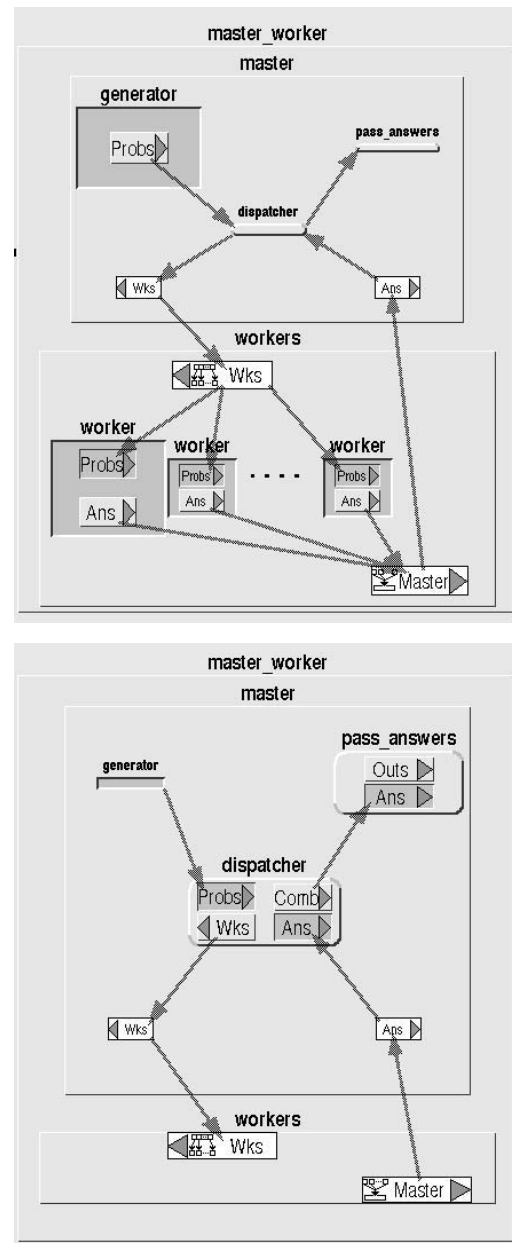 master_worker
master
generator
Probs
pass_answers
dispatcher
Wks
Ans
workers
Wks
worker
worker
worker
Probs
Probs
Probs
. . . .
Ans
Ans
Ans
Master
master_worker
master
pass_answers
generator
Outs
Ans
dispatcher
Probs
Comb
Wks
Ans
Wks
Ans
workers
Wks
Master